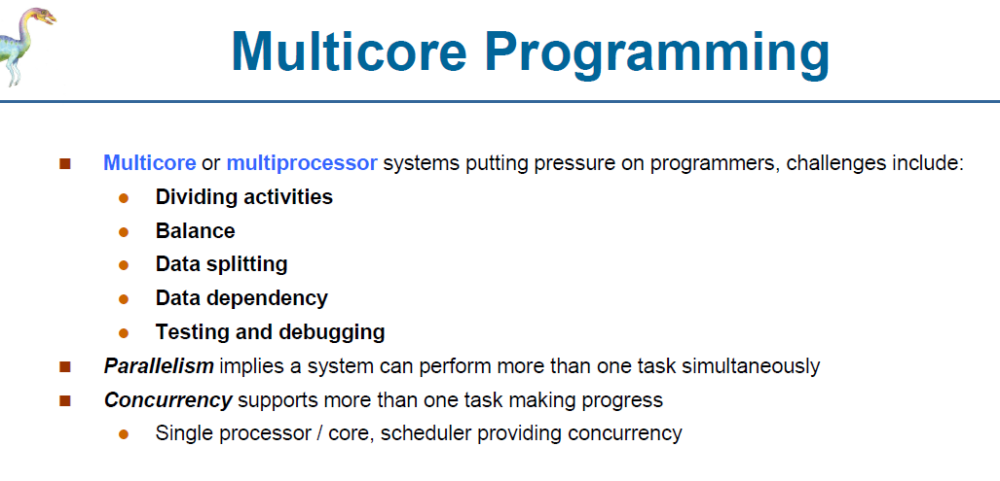 Multicore Programming
Multicore or multiprocessor systems putting pressure on programmers, challenges include:
Dividing activities
Balance
Data splitting
Data dependency
Testing and debugging
Parallelism implies a system can perform more than one task simultaneously
Concurrency supports more than one task making progress
Single processor / core, scheduler providing concurrency